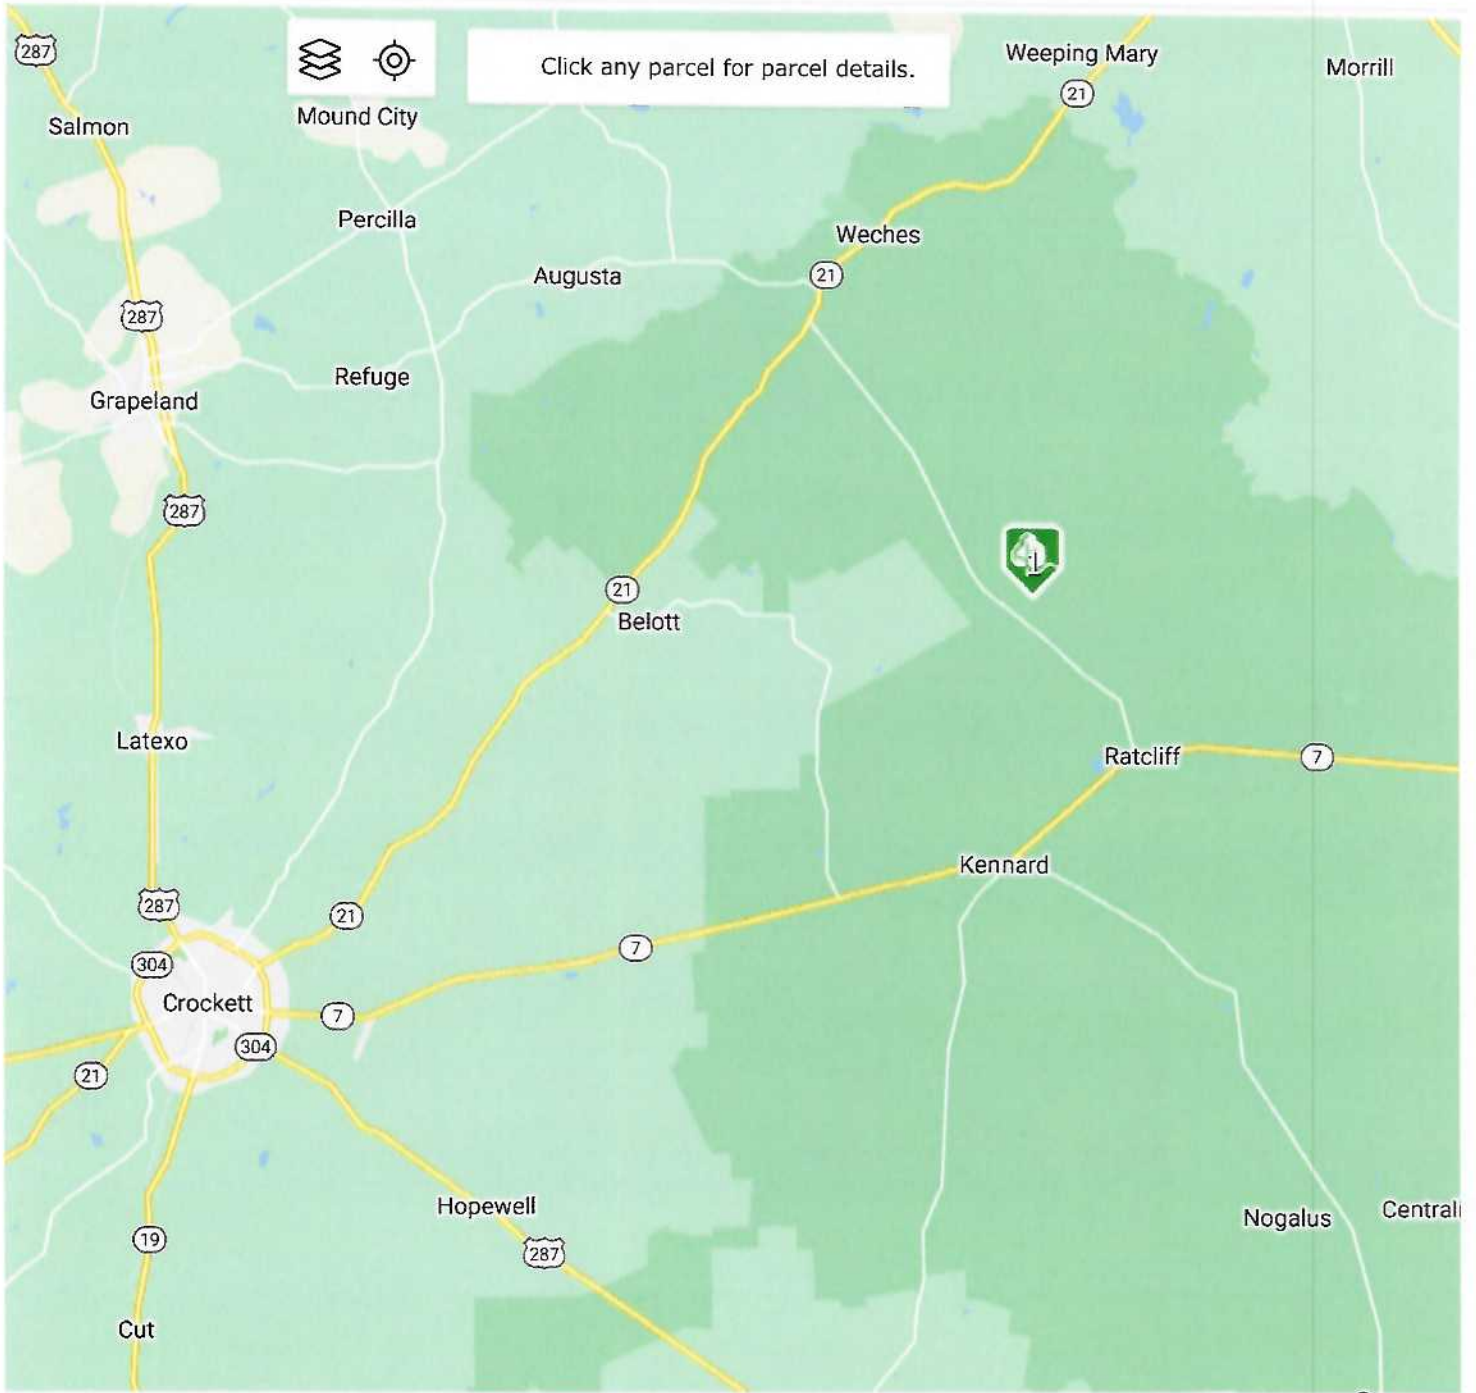 287
Click any parcel for parcel details.
Weeping Mary
Morrill
21
Mound City
Salmon
Percilla
Weches
Augusta
21
287
Refuge
Grapeland
287
1
21
Belott
Latexo
Ratcliff
7
Kennard
287
21
7
304
Crockett
7
304
21
Hopewell
Nogalus
Centrali
19
287
Cut